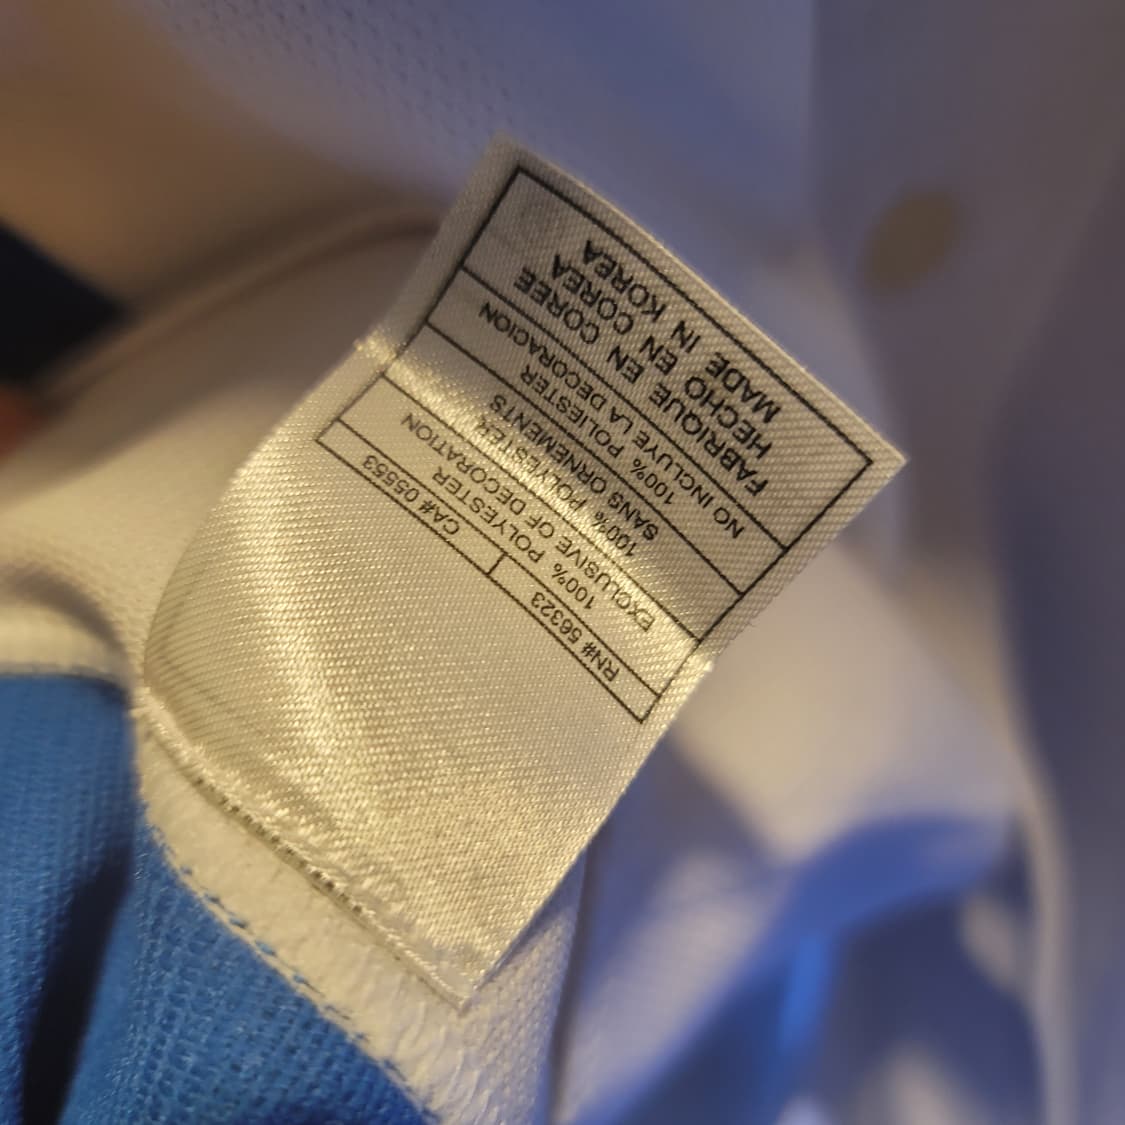 RN# 56323 CA# 05553
100% POLYESTER
EXCLUSIVE OF DECORATION
100% POLYESTER
SANS ORNEMENTS
100% POLIESTER
NO INCLUYE LA DECORACION
FABRIQUE EN COREE
HECHO EN COREA
MADE IN KOREA